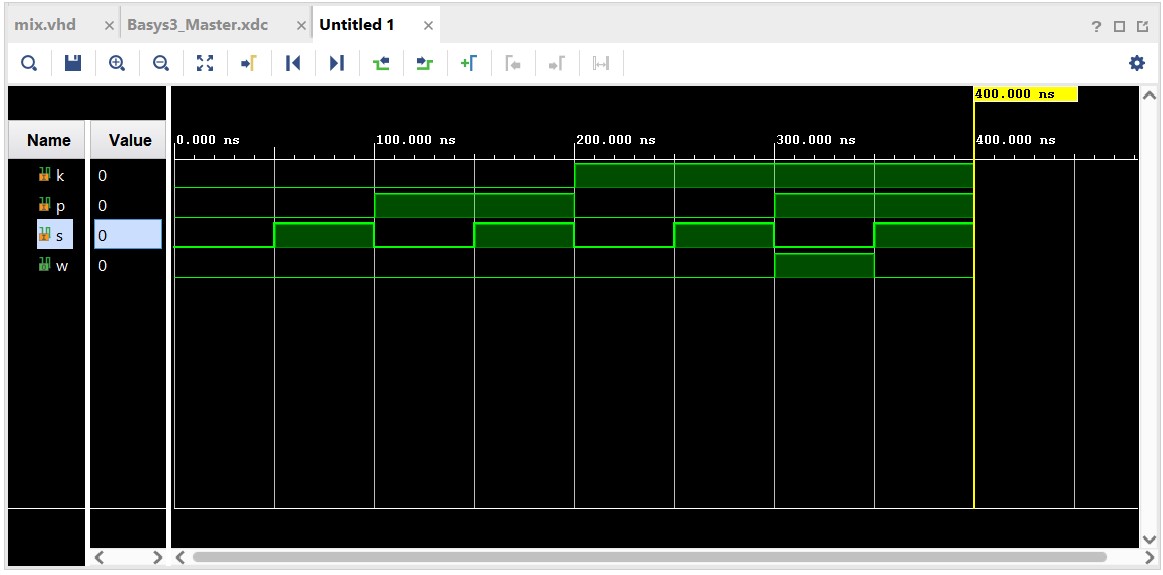 mix.vhd × Basys3_Master.xdc × Untitled 1 × ?
400.000 ns
Name Value 0.000 ns 100.000 ns 200.000 ns 300.000 ns 400.000 ns
k 0
p 0
s 0
w 0